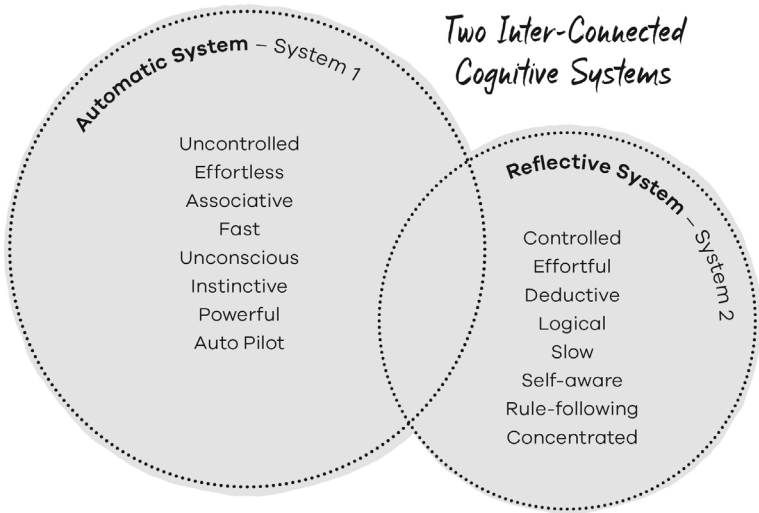 Two Inter-Connected
Cognitive Systems
Automatic System – System 1
Uncontrolled
Effortless
Associative
Fast
Unconscious
Instinctive
Powerful
Auto Pilot
Reflective System – System 2
Controlled
Effortful
Deductive
Logical
Slow
Self-aware
Rule-following
Concentrated